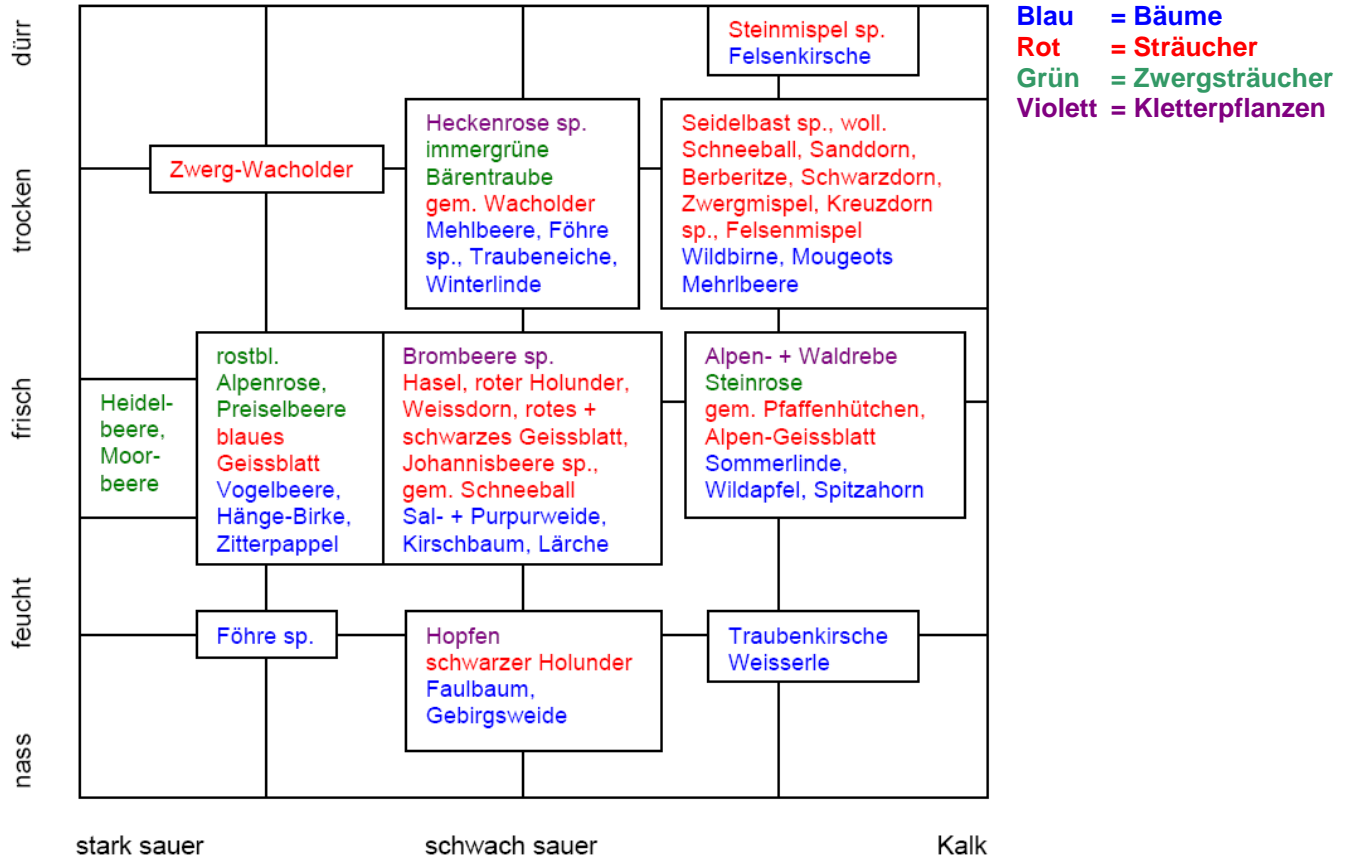 dürr
trocken
frisch
feucht
nass
Steinmispel sp.
Felsenkirsche
Zwerg-Wacholder
Heckenrose sp.
immergrüne
Bärentraube
gem. Wacholder
Mehlbeere, Föhre
sp., Traubeneiche,
Winterlinde
Seidelbast sp., woll.
Schneeball, Sanddorn,
Berberitze, Schwarzdorn,
Zwergmispel, Kreuzdorn
sp., Felsenmispel
Wildbirne, Mougeots
Mehrlbeere
Heidel-
beere,
Moor-
beere
rostbl.
Alpenrose,
Preiselbeere
blaues
Geissblatt
Vogelbeere,
Hänge-Birke,
Zitterpappel
Brombeere sp.
Hasel, roter Holunder,
Weissdorn, rotes +
schwarzes Geissblatt,
Johannisbeere sp.,
gem. Schneeball
Sal- + Purpurweide,
Kirschbaum, Lärche
Alpen- + Waldrebe
Steinrose
gem. Pfaffenhütchen,
Alpen-Geissblatt
Sommerlinde,
Wildapfel, Spitzahorn
Föhre sp.
Hopfen
schwarzer Holunder
Faulbaum,
Gebirgsweide
Traubenkirsche
Weisserle
stark sauer
schwach sauer
Kalk
Blau = Bäume
Rot = Sträucher
Grün = Zwergsträucher
Violett = Kletterpflanzen